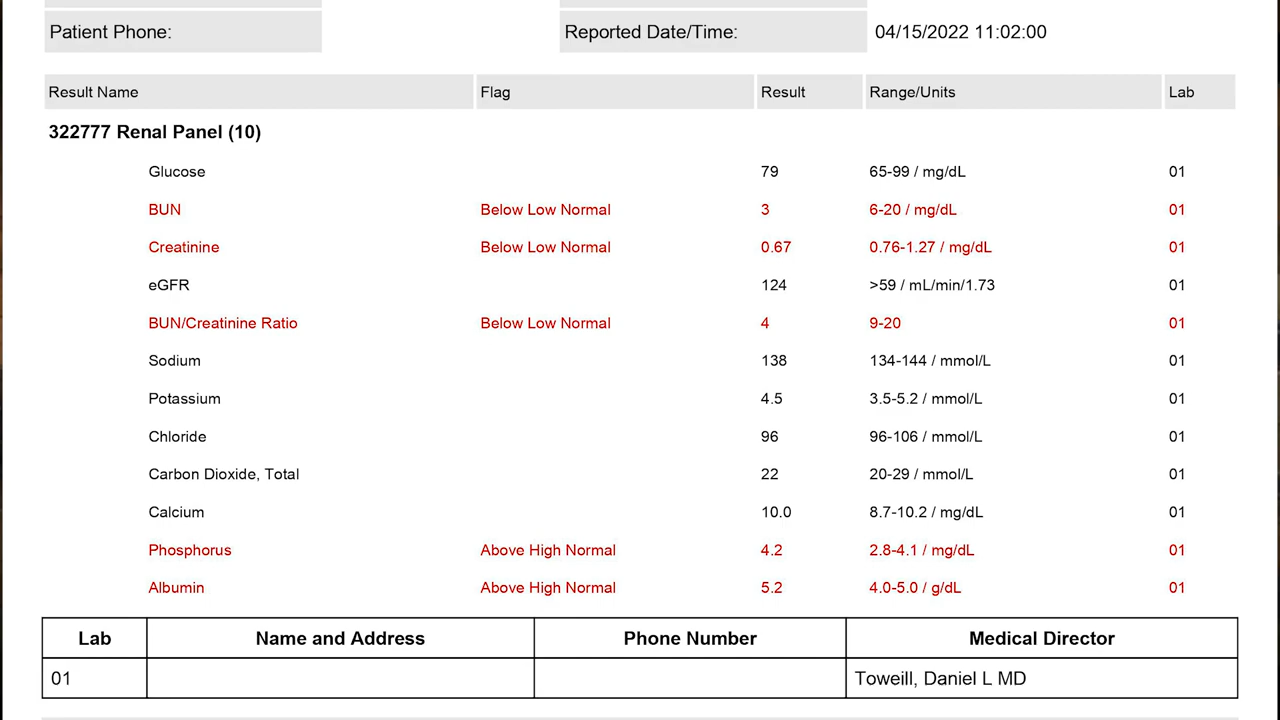 Patient Phone: Reported Date/Time: 04/15/2022 11:02:00
Result Name Flag Result Range/Units Lab
322777 Renal Panel (10)
Glucose 79 65-99 / mg/dL 01
BUN Below Low Normal 3 6-20 / mg/dL 01
Creatinine Below Low Normal 0.67 0.76-1.27 / mg/dL 01
eGFR 124 >59 / mL/min/1.73 01
BUN/Creatinine Ratio Below Low Normal 4 9-20 01
Sodium 138 134-144 / mmol/L 01
Potassium 4.5 3.5-5.2 / mmol/L 01
Chloride 96 96-106 / mmol/L 01
Carbon Dioxide, Total 22 20-29 / mmol/L 01
Calcium 10.0 8.7-10.2 / mg/dL 01
Phosphorus Above High Normal 4.2 2.8-4.1 / mg/dL 01
Albumin Above High Normal 5.2 4.0-5.0 / g/dL 01
Lab Name and Address Phone Number Medical Director
01 Toweill, Daniel L MD